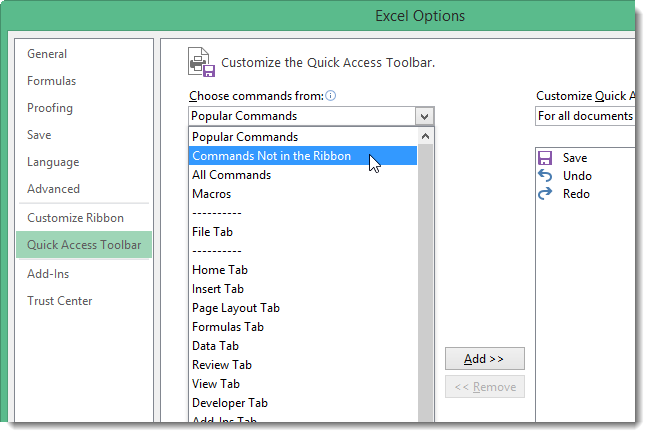 Excel Options
General
Formulas
Proofing
Save
Language
Advanced
Customize Ribbon
Quick Access Toolbar
Add-Ins
Trust Center
Customize the Quick Access Toolbar.
Choose commands from:
Popular Commands
Popular Commands
Commands Not in the Ribbon
All Commands
Macros
----------
File Tab
----------
Home Tab
Insert Tab
Page Layout Tab
Formulas Tab
Data Tab
Review Tab
View Tab
Developer Tab
Add-Ins Tab
Add >>
<< Remove
Customize Quick A
For all documents
Save
Undo
Redo